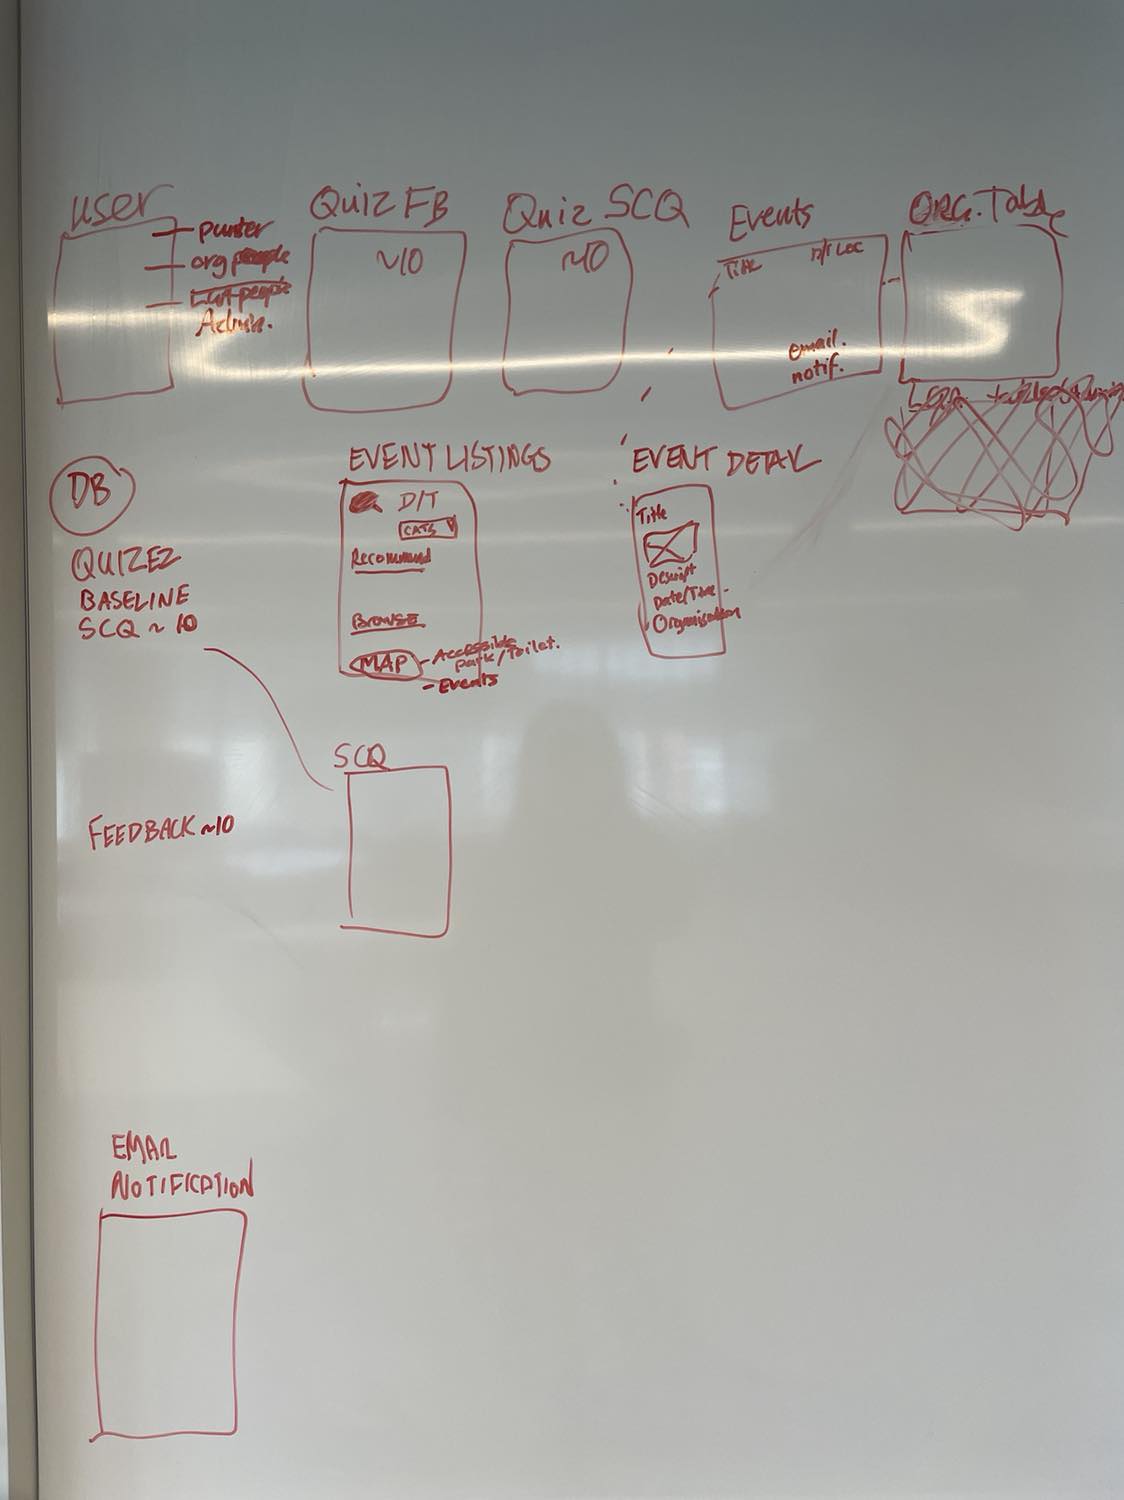 user
punter
org people
Admin.
Quiz FB
~10
Quiz SCQ
~10
Events
Title
D/T Loc
email.
notif.
ORG. Table
DB
QUIZEZ
BASELINE
SCQ ~ 10
EVENT LISTINGS
D/T
CATS
Recommend
BROWSE
MAP
- Accessible
park/Toilet.
- Events
EVENT DETAIL
Title
Descript
Date/Time -
Organisation
SCQ
FEEDBACK ~10
EMAIL
NOTIFICATION